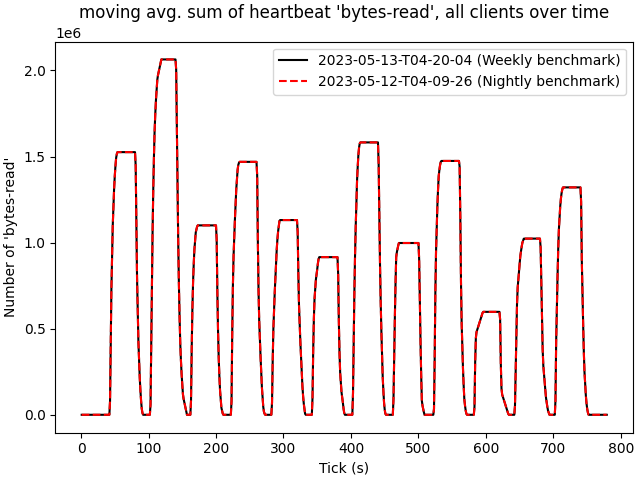 moving avg. sum of heartbeat 'bytes-read', all clients over time
1e6
2023-05-13-T04-20-04 (Weekly benchmark)
2023-05-12-T04-09-26 (Nightly benchmark)
2.0
1.5
1.0
0.5
0.0
Number of 'bytes-read'
0 100 200 300 400 500 600 700 800
Tick (s)